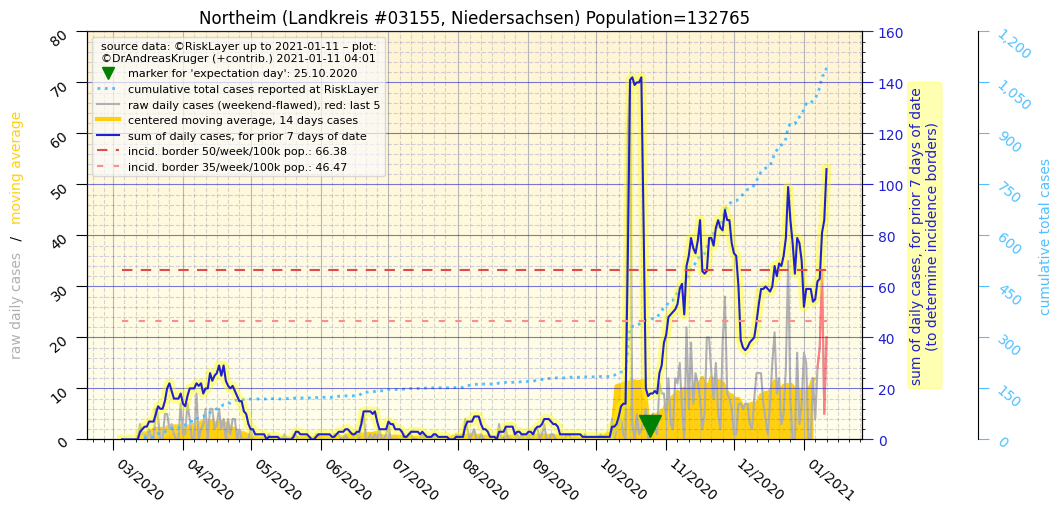 Northeim (Landkreis #03155, Niedersachsen) Population=132765
source data: ©RiskLayer up to 2021-01-11 – plot:
©DrAndreasKruger (+contrib.) 2021-01-11 04:01
marker for 'expectation day': 25.10.2020
cumulative total cases reported at RiskLayer
raw daily cases (weekend-flawed), red: last 5
centered moving average, 14 days cases
sum of daily cases, for prior 7 days of date
incid. border 50/week/100k pop.: 66.38
incid. border 35/week/100k pop.: 46.47
raw daily cases / moving average
80
70
60
50
40
30
20
10
0
03/2020
04/2020
05/2020
06/2020
07/2020
08/2020
09/2020
10/2020
11/2020
12/2020
01/2021
160
140
120
100
80
60
40
20
0
sum of daily cases, for prior 7 days of date
(to determine incidence borders)
1,200
1,050
900
750
600
450
300
150
0
cumulative total cases